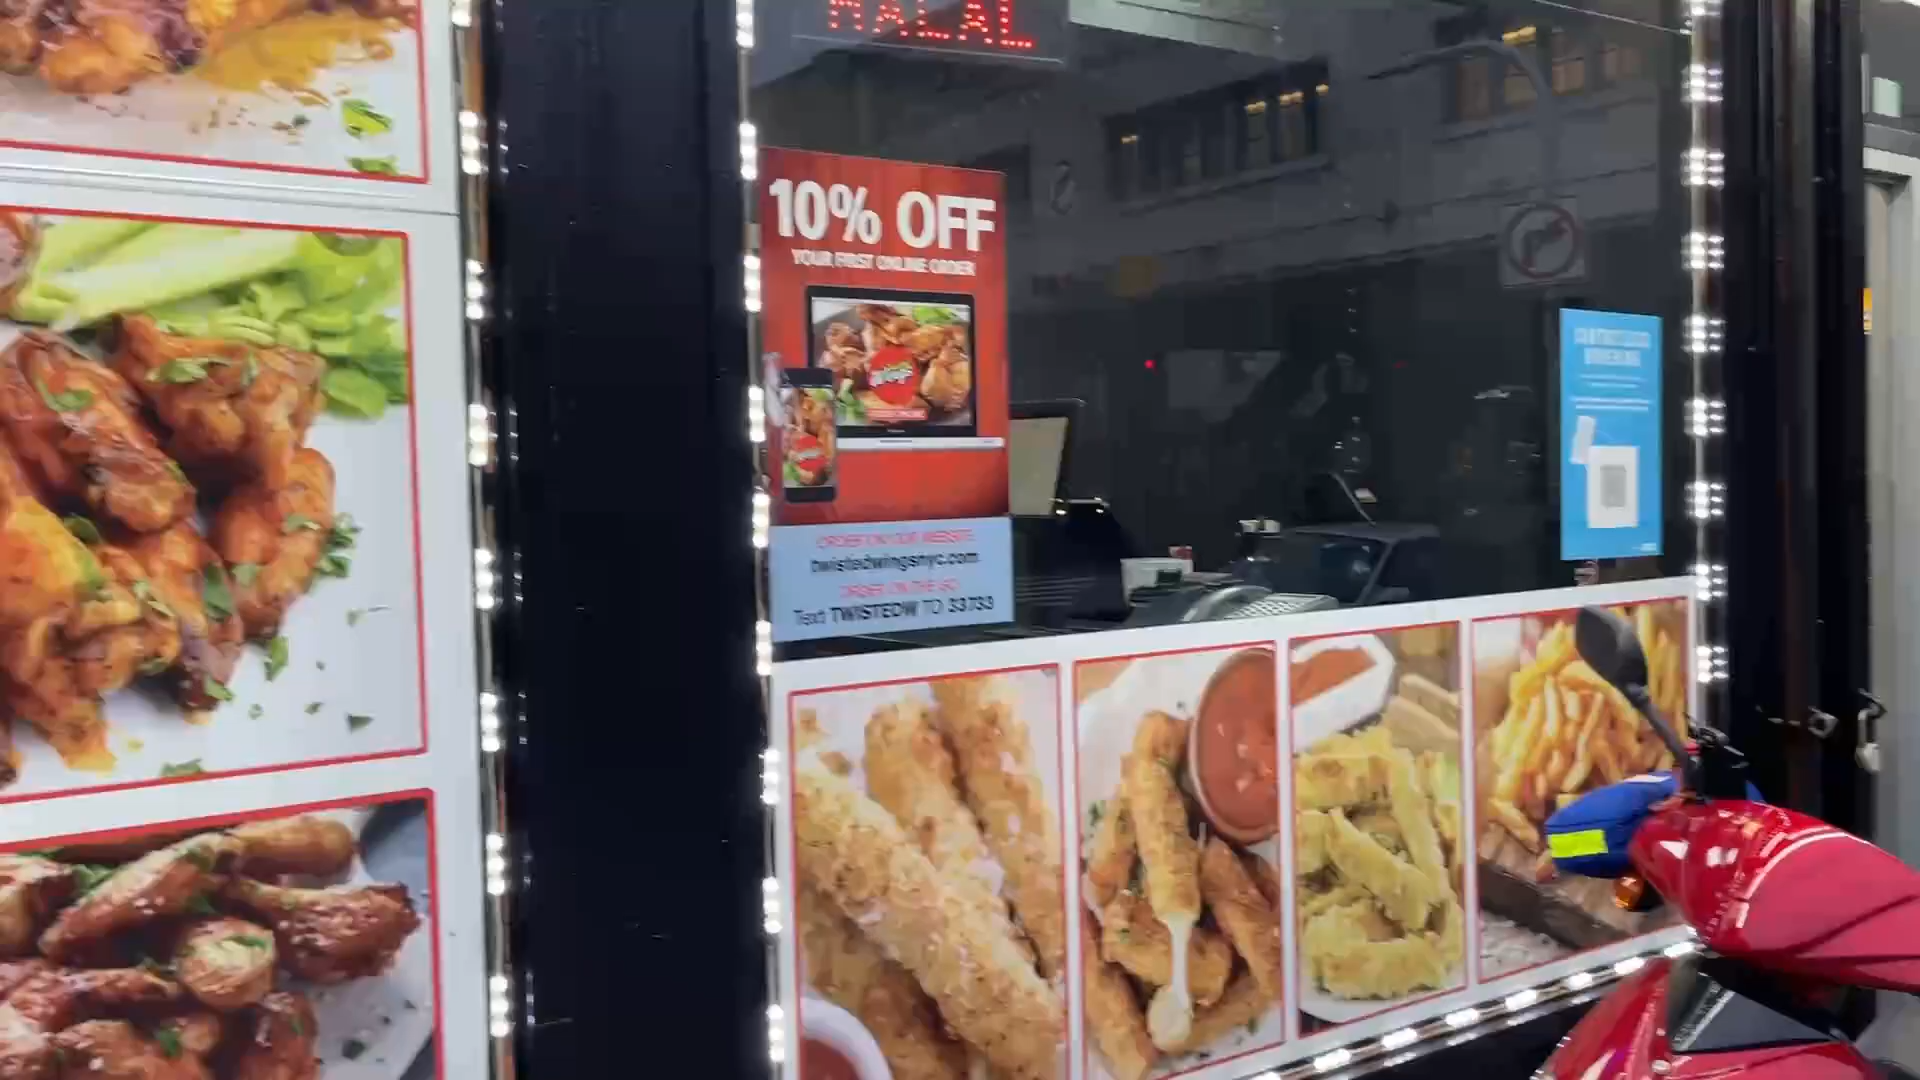 HALAL
10% OFF
YOUR FIRST ONLINE ORDER
Wings
ORDER ON OUR WEBSITE
twistedwingsnyc.com
ORDER ON THE GO
Text TWISTEDW TO 33733